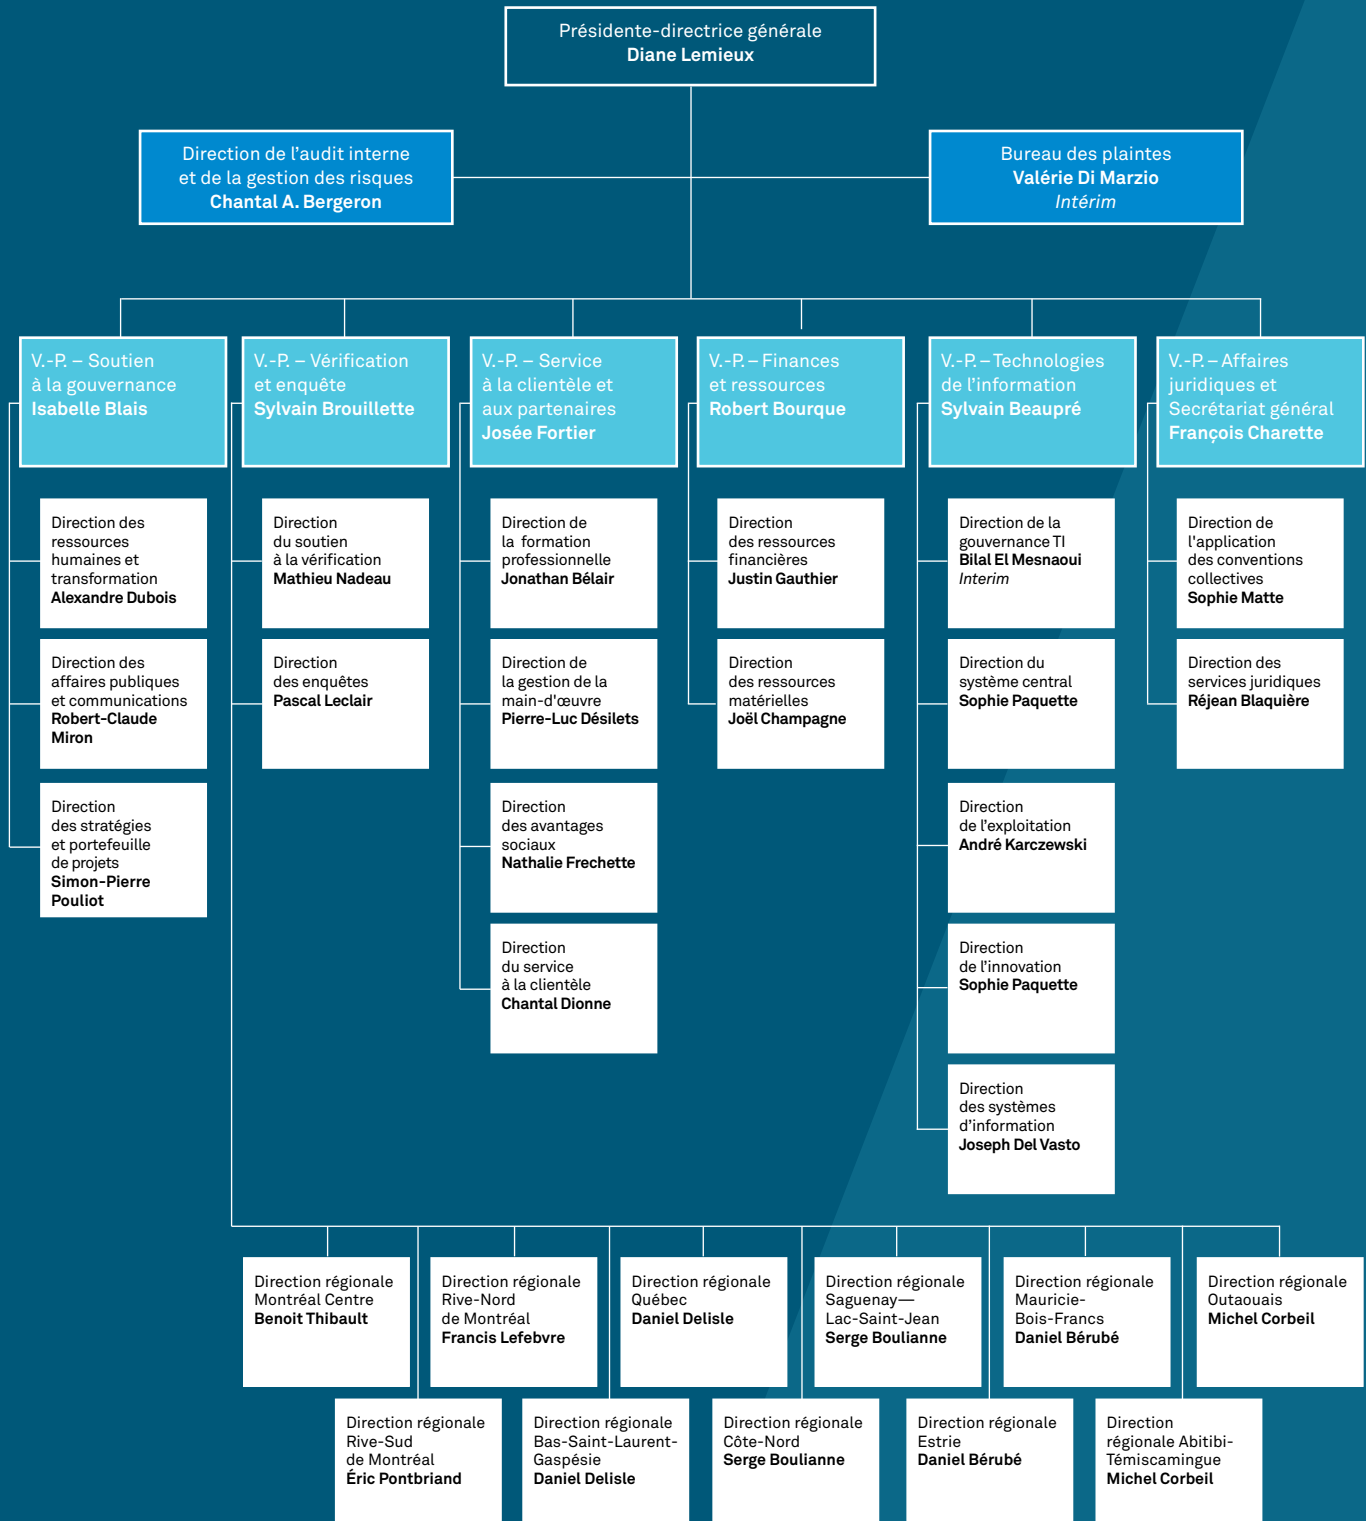 Présidente-directrice générale
Diane Lemieux
Direction de l'audit interne
et de la gestion des risques
Chantal A. Bergeron
Bureau des plaintes
Valérie Di Marzio
Intérim
V.-P. – Soutien
à la gouvernance
Isabelle Blais
V.-P. – Vérification
et enquête
Sylvain Brouillette
V.-P. – Service
à la clientèle et
aux partenaires
Josée Fortier
V.-P. – Finances
et ressources
Robert Bourque
V.-P. – Technologies
de l'information
Sylvain Beaupré
V.-P. – Affaires
juridiques et
Secrétariat général
François Charette
Direction des
ressources
humaines et
transformation
Alexandre Dubois
Direction
du soutien
à la vérification
Mathieu Nadeau
Direction de
la formation
professionnelle
Jonathan Bélair
Direction
des ressources
financières
Justin Gauthier
Direction de la
gouvernance TI
Bilal El Mesnaoui
Interim
Direction de
l'application
des conventions
collectives
Sophie Matte
Direction des
affaires publiques
et communications
Robert-Claude
Miron
Direction
des enquêtes
Pascal Leclair
Direction de
la gestion de la
main-d'œuvre
Pierre-Luc Désilets
Direction
des ressources
matérielles
Joël Champagne
Direction du
système central
Sophie Paquette
Direction des
services juridiques
Réjean Blaquière
Direction
des stratégies
et portefeuille
de projets
Simon-Pierre
Pouliot
Direction
des avantages
sociaux
Nathalie Frechette
Direction
de l'exploitation
André Karczewski
Direction
du service
à la clientèle
Chantal Dionne
Direction
de l'innovation
Sophie Paquette
Direction
des systèmes
d'information
Joseph Del Vasto
Direction régionale
Montréal Centre
Benoit Thibault
Direction régionale
Rive-Nord
de Montréal
Francis Lefebvre
Direction régionale
Québec
Daniel Delisle
Direction régionale
Saguenay—
Lac-Saint-Jean
Serge Boulianne
Direction régionale
Mauricie-
Bois-Francs
Daniel Bérubé
Direction régionale
Outaouais
Michel Corbeil
Direction régionale
Rive-Sud
de Montréal
Éric Pontbriand
Direction régionale
Bas-Saint-Laurent-
Gaspésie
Daniel Delisle
Direction régionale
Côte-Nord
Serge Boulianne
Direction régionale
Estrie
Daniel Bérubé
Direction
régionale Abitibi-
Témiscamingue
Michel Corbeil